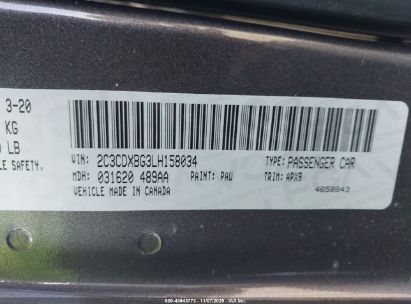 3-20
KG
LB
SAFETY.
VIN: 2C3CDXBG3LH158034 TYPE: PASSENGER CAR
MDH: 031620 489AA PAINT: PAU TRIM: APX9
VEHICLE MADE IN CANADA 4658843